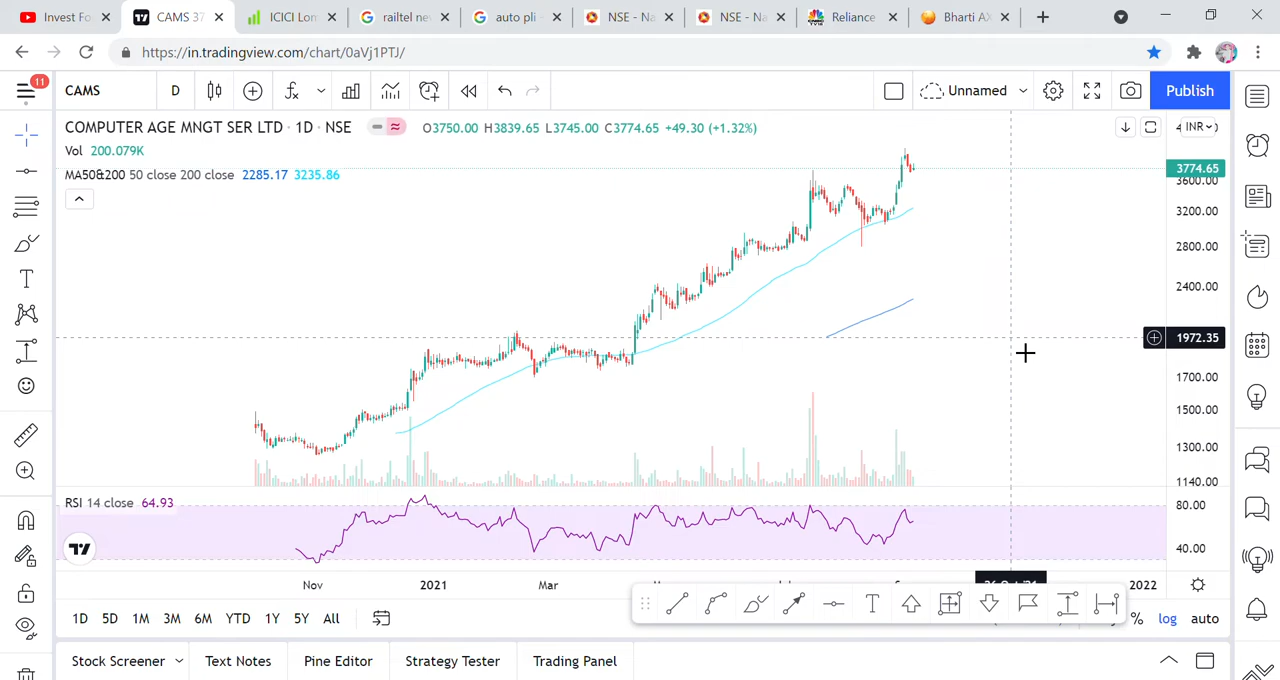 Invest Fo
CAMS 37
ICICI Lon
railtel ne
auto pli -
NSE - Na
NSE - Na
Reliance
Bharti AX
https://in.tradingview.com/chart/0aVj1PTJ/
11
CAMS
D
Unnamed
Publish
COMPUTER AGE MNGT SER LTD · 1D · NSE
O3750.00 H3839.65 L3745.00 C3774.65 +49.30 (+1.32%)
INR
Vol 200.079K
MA50&200 50 close 200 close 2285.17 3235.86
3774.65
3600.00
3200.00
2800.00
2400.00
1972.35
1700.00
1500.00
1300.00
1140.00
RSI 14 close 64.93
80.00
40.00
Nov
2021
Mar
2022
1D
5D
1M
3M
6M
YTD
1Y
5Y
All
%
log
auto
Stock Screener
Text Notes
Pine Editor
Strategy Tester
Trading Panel